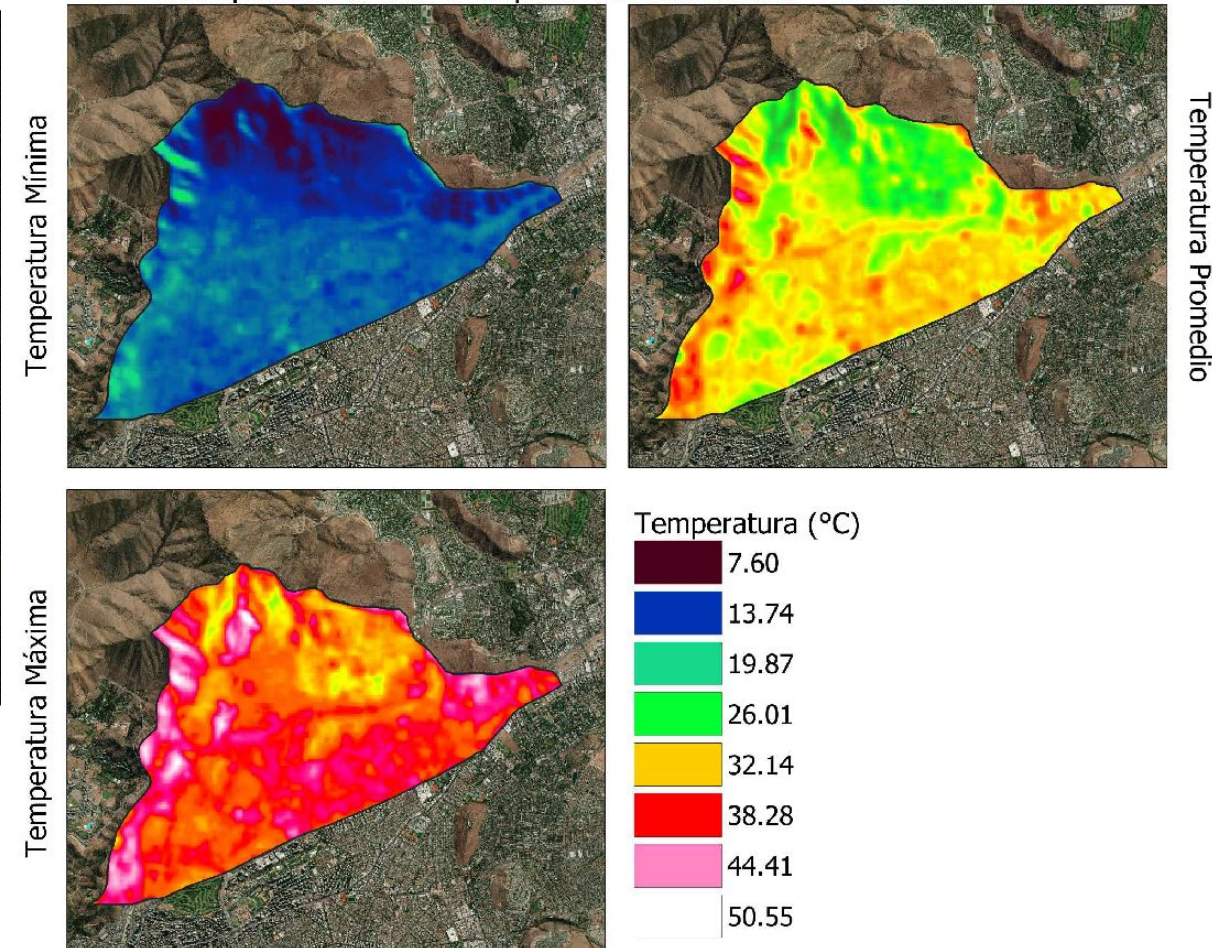 Temperatura Mínima
Temperatura Promedio
Temperatura Máxima
Temperatura (°C)
7.60
13.74
19.87
26.01
32.14
38.28
44.41
50.55